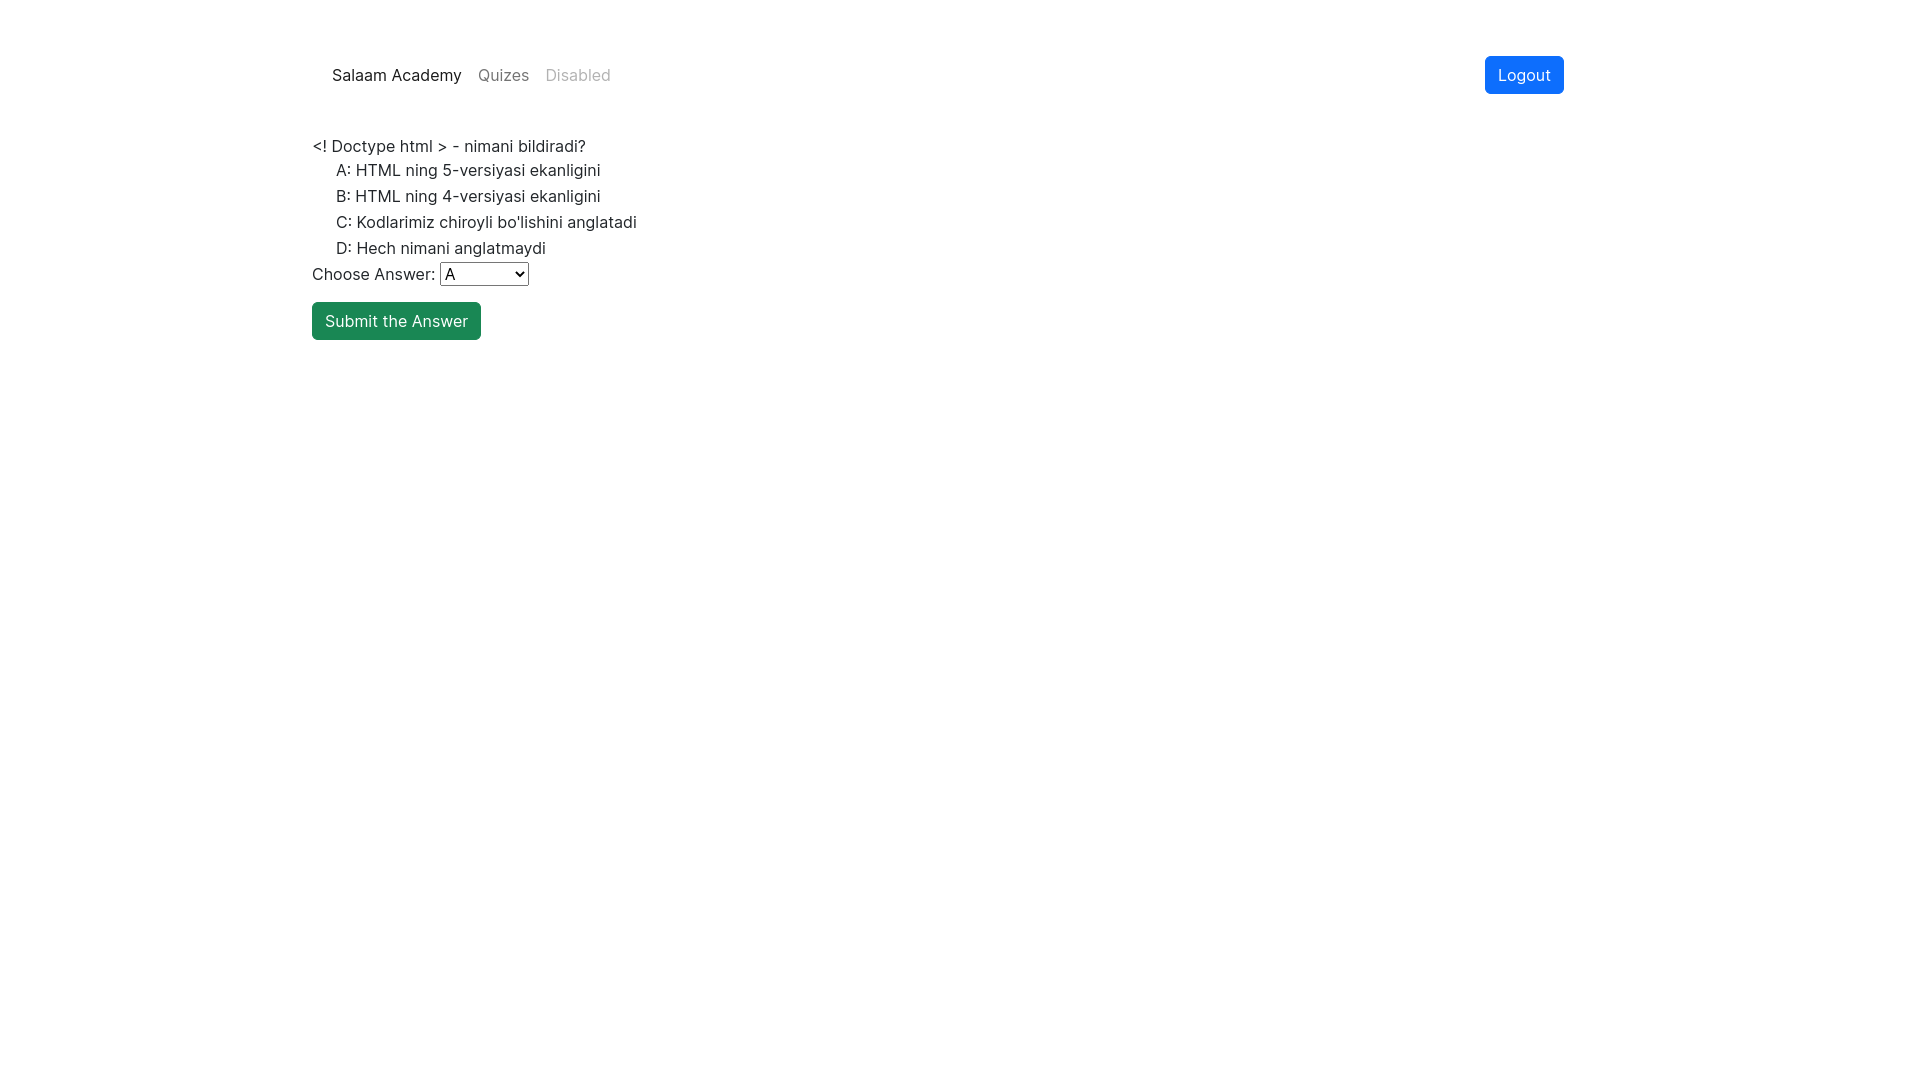 Salaam Academy Quizes Disabled Logout
<! Doctype html > - nimani bildiradi?
A: HTML ning 5-versiyasi ekanligini
B: HTML ning 4-versiyasi ekanligini
C: Kodlarimiz chiroyli bo'lishini anglatadi
D: Hech nimani anglatmaydi
Choose Answer: A
Submit the Answer